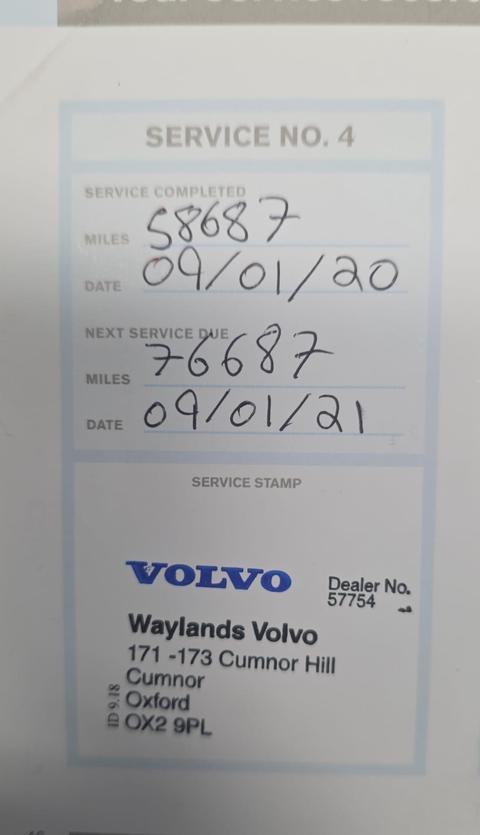 SERVICE NO. 4
SERVICE COMPLETED
MILES 58687
DATE 09/01/20
NEXT SERVICE DUE
MILES 76687
DATE 09/01/21
SERVICE STAMP
VOLVO
Dealer No.
57754
Waylands Volvo
171 -173 Cumnor Hill
Cumnor
Oxford
OX2 9PL
ID 9.18